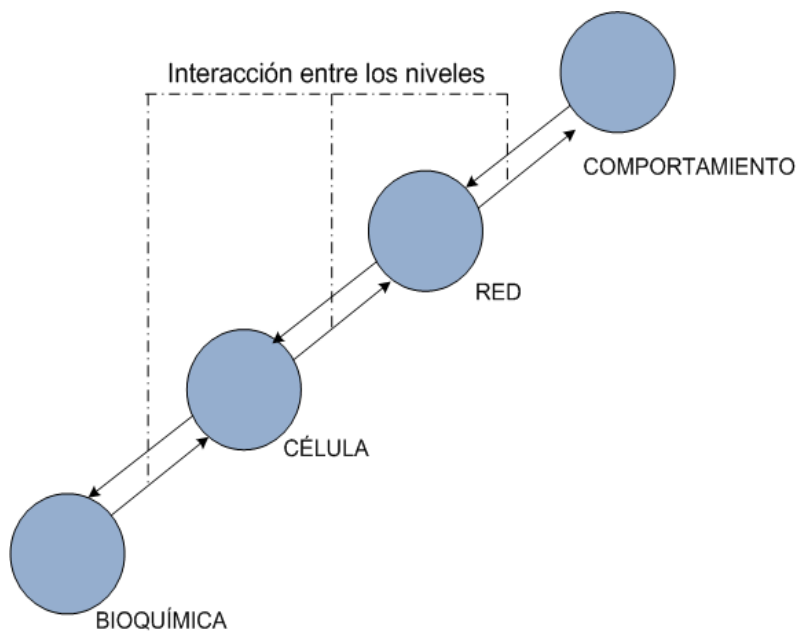 Interacción entre los niveles
COMPORTAMIENTO
RED
CÉLULA
BIOQUÍMICA